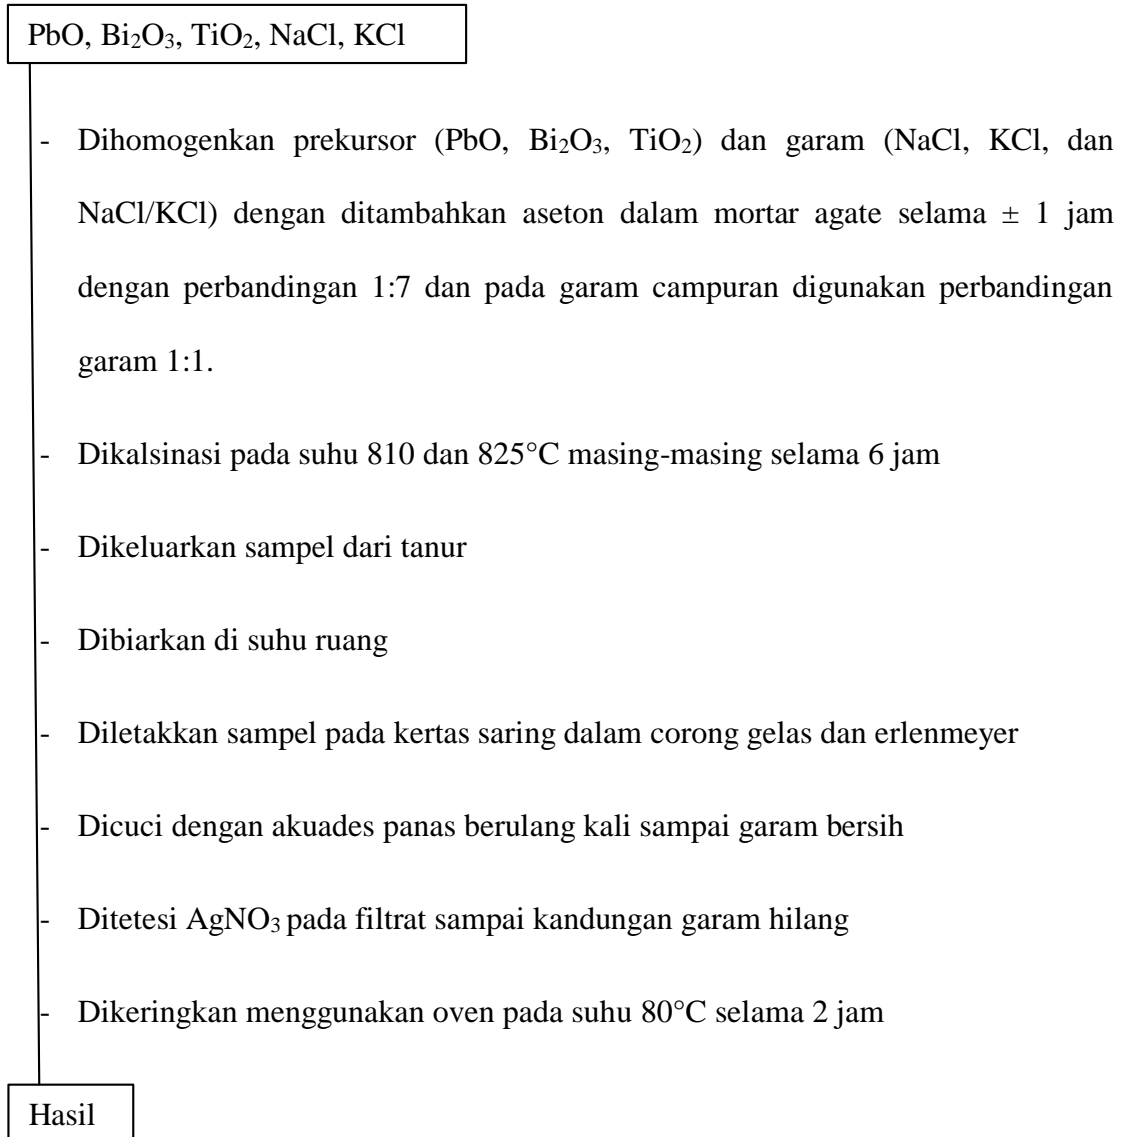 PbO, Bi₂O₃, TiO₂, NaCl, KCl
- Dihomogenkan prekursor (PbO, Bi₂O₃, TiO₂) dan garam (NaCl, KCl, dan
NaCl/KCl) dengan ditambahkan aseton dalam mortar agate selama ± 1 jam
dengan perbandingan 1:7 dan pada garam campuran digunakan perbandingan
garam 1:1.
- Dikalsinasi pada suhu 810 dan 825°C masing-masing selama 6 jam
- Dikeluarkan sampel dari tanur
- Dibiarkan di suhu ruang
- Diletakkan sampel pada kertas saring dalam corong gelas dan erlenmeyer
- Dicuci dengan akuades panas berulang kali sampai garam bersih
- Ditetesi AgNO₃ pada filtrat sampai kandungan garam hilang
- Dikeringkan menggunakan oven pada suhu 80°C selama 2 jam
Hasil